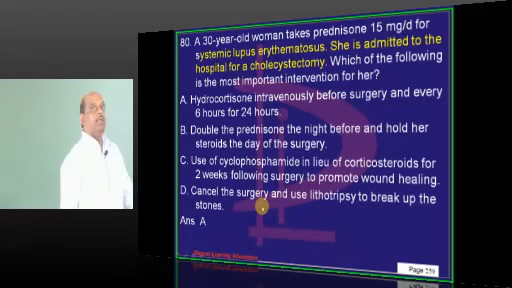 80. A 30-year-old woman takes prednisone 15 mg/d for
systemic lupus erythematosus. She is admitted to the
hospital for a cholecystectomy. Which of the following
is the most important intervention for her?
A. Hydrocortisone intravenously before surgery and every
6 hours for 24 hours.
B. Double the prednisone the night before and hold her
steroids the day of the surgery.
C. Use of cyclophosphamide in lieu of corticosteroids for
2 weeks following surgery to promote wound healing.
D. Cancel the surgery and use lithotripsy to break up the
stones.
Ans A
Page 259